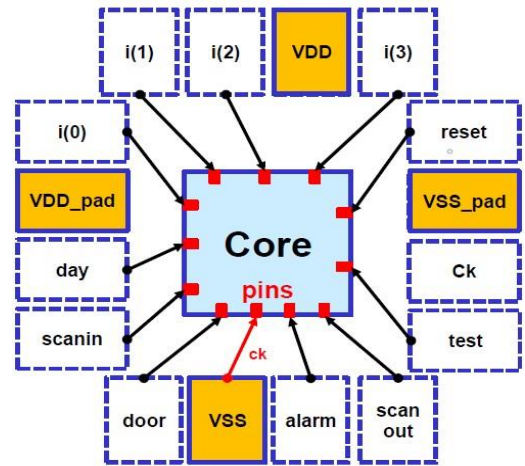 i(1)
i(2)
VDD
i(3)
i(0)
reset
VDD_pad
VSS_pad
Core
day
Ck
pins
scanin
test
ck
door
VSS
alarm
scan
out